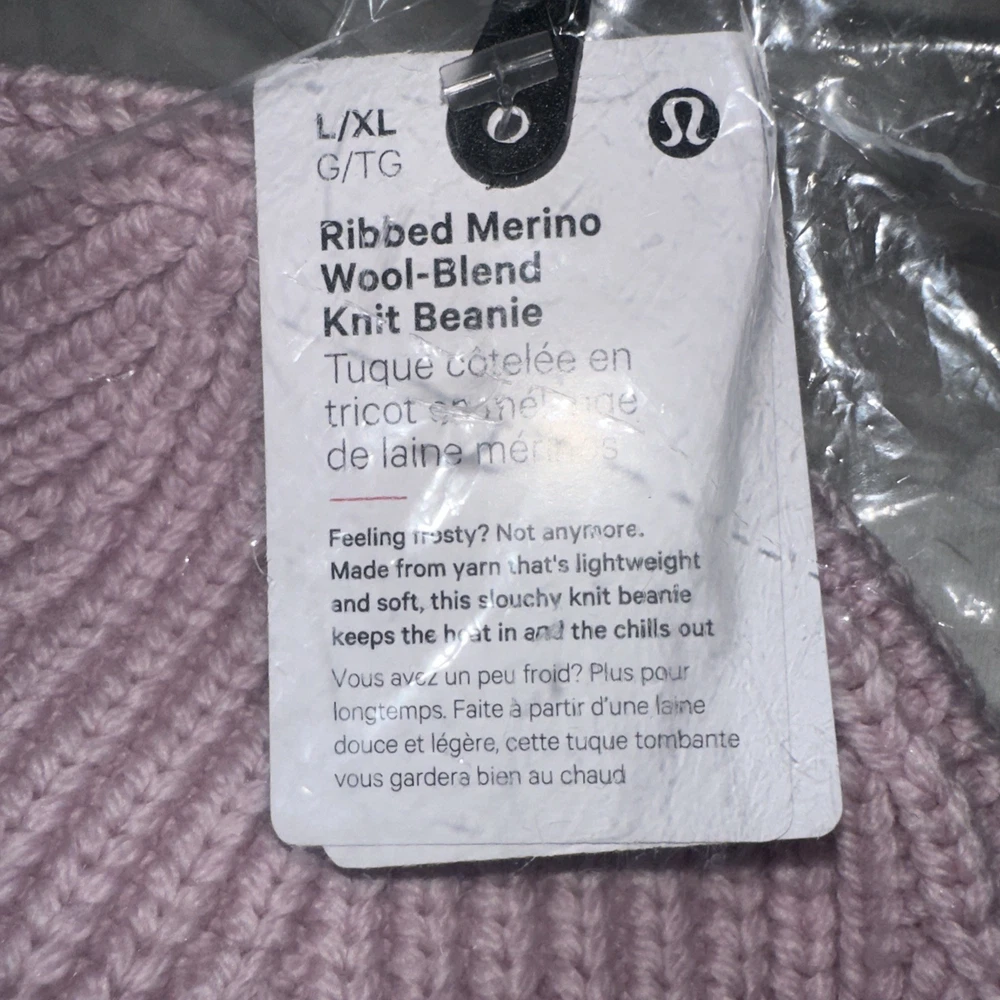 L/XL
G/TG
Ribbed Merino
Wool-Blend
Knit Beanie
Tuque côtelée en
tricot en
de laine
Feeling frosty? Not anymore.
Made from yarn that's lightweight
and soft, this slouchy knit beanie
keeps the heat in and the chills out
Vous avez un peu froid? Plus pour
longtemps. Faite à partir d'une laine
douce et légère, cette tuque tombante
vous gardera bien au chaud